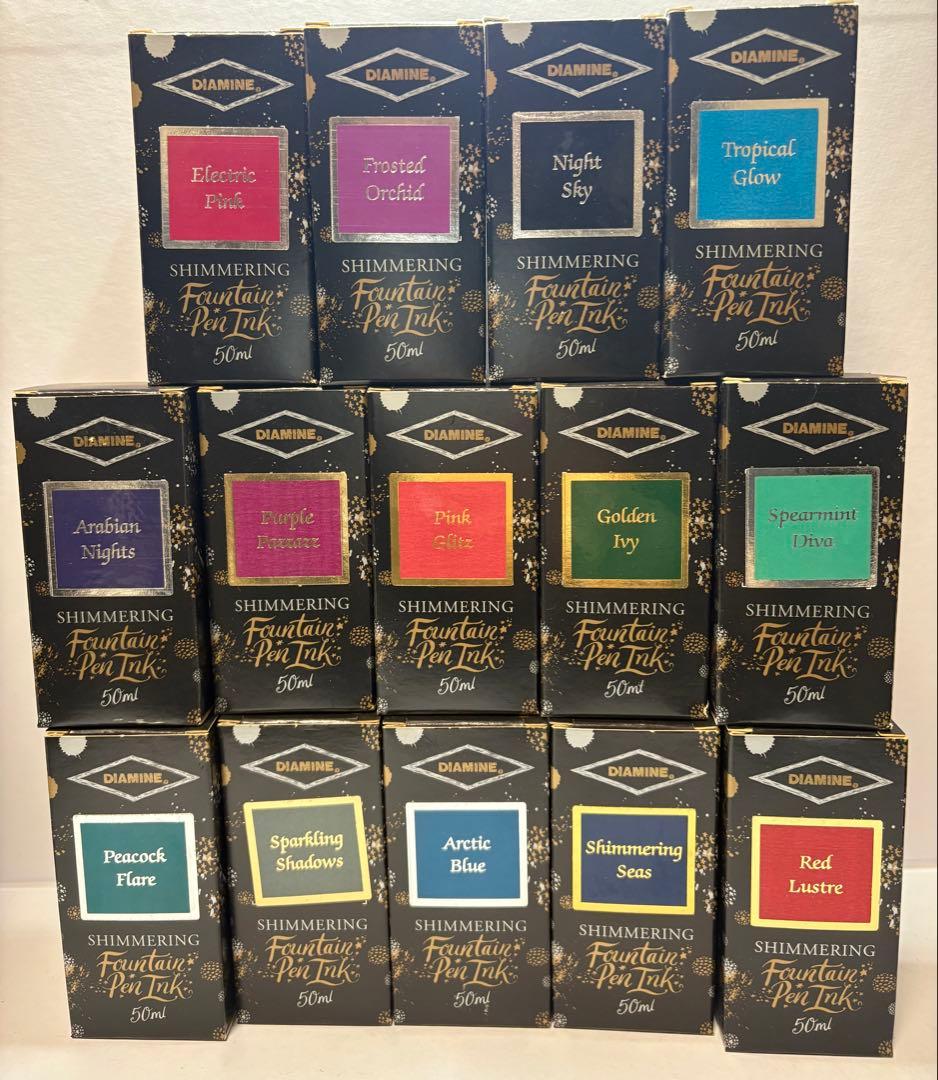 DIAMINE®
Electric
Pink
SHIMMERING
Fountain
Pen Ink
50ml
DIAMINE®
Frosted
Orchid
SHIMMERING
Fountain
Pen Ink
50ml
DIAMINE®
Night
Sky
SHIMMERING
Fountain
Pen Ink
50ml
DIAMINE®
Tropical
Glow
SHIMMERING
Fountain
Pen Ink
50ml
DIAMINE®
Arabian
Nights
SHIMMERING
Fountain
Pen Ink
50ml
DIAMINE®
Purple
Pazzazz
SHIMMERING
Fountain
Pen Ink
50ml
DIAMINE®
Pink
Glitz
SHIMMERING
Fountain
Pen Ink
50ml
DIAMINE®
Golden
Ivy
SHIMMERING
Fountain
Pen Ink
50ml
DIAMINE®
Spearmint
Diva
SHIMMERING
Fountain
Pen Ink
50ml
DIAMINE®
Peacock
Flare
SHIMMERING
Fountain
Pen Ink
50ml
DIAMINE®
Sparkling
Shadows
SHIMMERING
Fountain
Pen Ink
50ml
DIAMINE®
Arctic
Blue
SHIMMERING
Fountain
Pen Ink
50ml
DIAMINE®
Shimmering
Seas
SHIMMERING
Fountain
Pen Ink
50ml
DIAMINE®
Red
Lustre
SHIMMERING
Fountain
Pen Ink
50ml